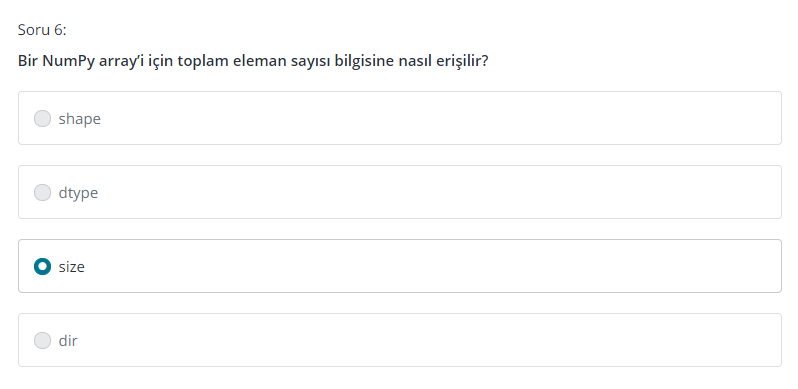 Soru 6:
Bir NumPy array'i için toplam eleman sayısı bilgisine nasıl erişilir?
shape
dtype
size
dir